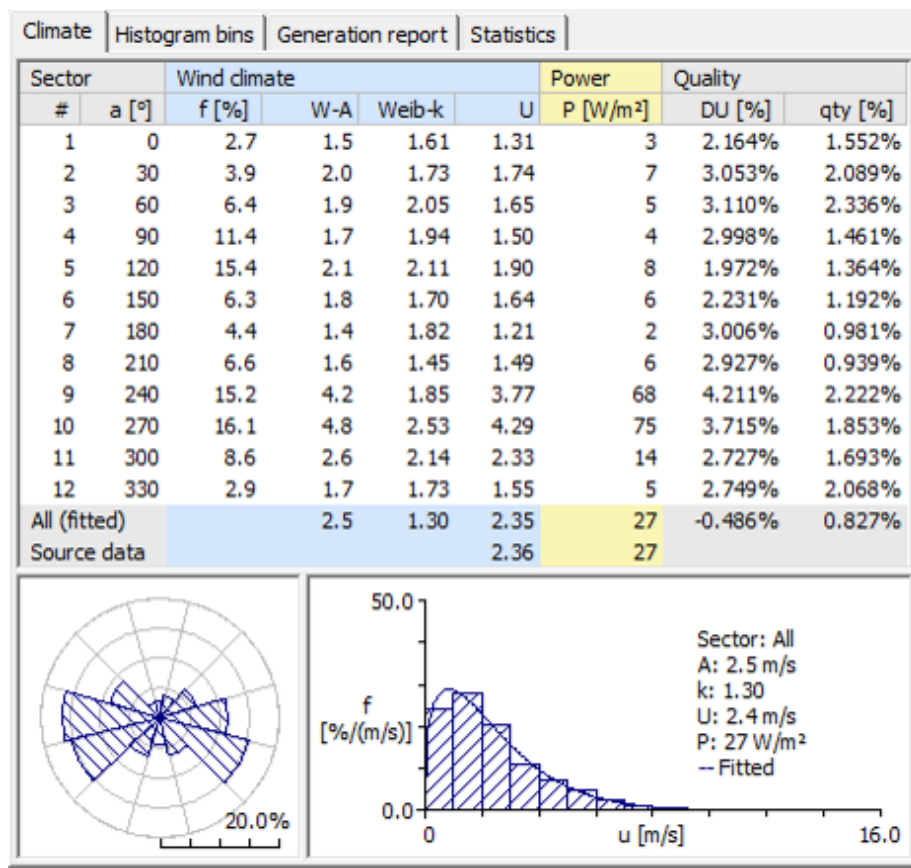 Climate Histogram bins Generation report Statistics
Sector Wind climate Power Quality
# a [º] f [%] W-A Weib-k U P [W/m²] DU [%] qty [%]
1 0 2.7 1.5 1.61 1.31 3 2.164% 1.552%
2 30 3.9 2.0 1.73 1.74 7 3.053% 2.089%
3 60 6.4 1.9 2.05 1.65 5 3.110% 2.336%
4 90 11.4 1.7 1.94 1.50 4 2.998% 1.461%
5 120 15.4 2.1 2.11 1.90 8 1.972% 1.364%
6 150 6.3 1.8 1.70 1.64 6 2.231% 1.192%
7 180 4.4 1.4 1.82 1.21 2 3.006% 0.981%
8 210 6.6 1.6 1.45 1.49 6 2.927% 0.939%
9 240 15.2 4.2 1.85 3.77 68 4.211% 2.222%
10 270 16.1 4.8 2.53 4.29 75 3.715% 1.853%
11 300 8.6 2.6 2.14 2.33 14 2.727% 1.693%
12 330 2.9 1.7 1.73 1.55 5 2.749% 2.068%
All (fitted) 2.5 1.30 2.35 27 -0.486% 0.827%
Source data 2.36 27
20.0%
50.0
f
[%/(m/s)]
0.0
0 u [m/s] 16.0
Sector: All
A: 2.5 m/s
k: 1.30
U: 2.4 m/s
P: 27 W/m²
-- Fitted